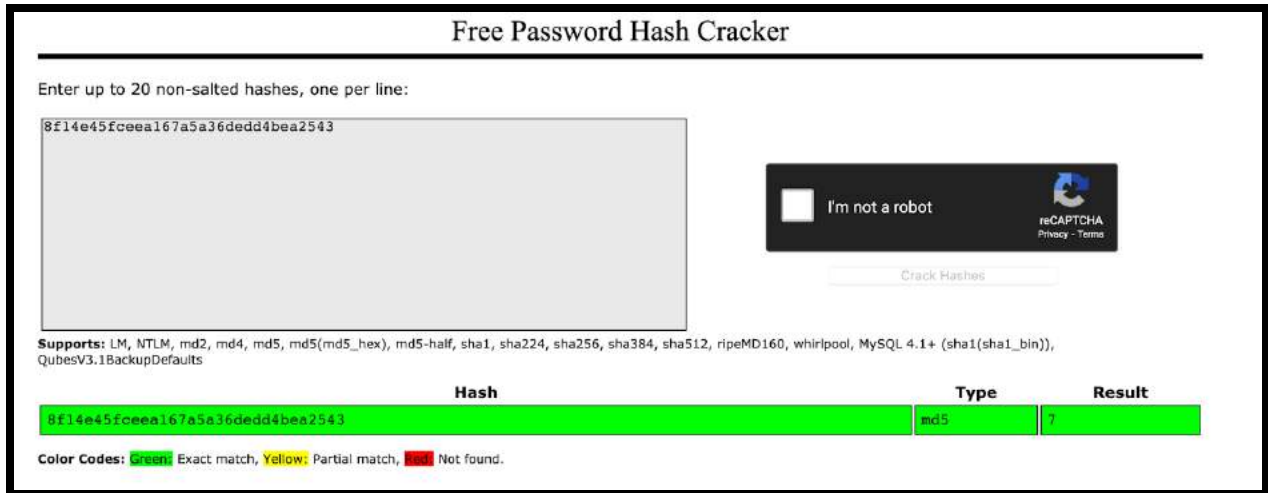 Free Password Hash Cracker
Enter up to 20 non-salted hashes, one per line:
8f14e45fceea167a5a36dedd4bea2543
I'm not a robot
reCAPTCHA
Privacy - Terms
Crack Hashes
Supports: LM, NTLM, md2, md4, md5, md5(md5_hex), md5-half, sha1, sha224, sha256, sha384, sha512, ripeMD160, whirlpool, MySQL 4.1+ (sha1(sha1_bin)),
QubesV3.1BackupDefaults
Hash Type Result
8f14e45fceea167a5a36dedd4bea2543 md5 7
Color Codes: Green: Exact match, Yellow: Partial match, Red: Not found.